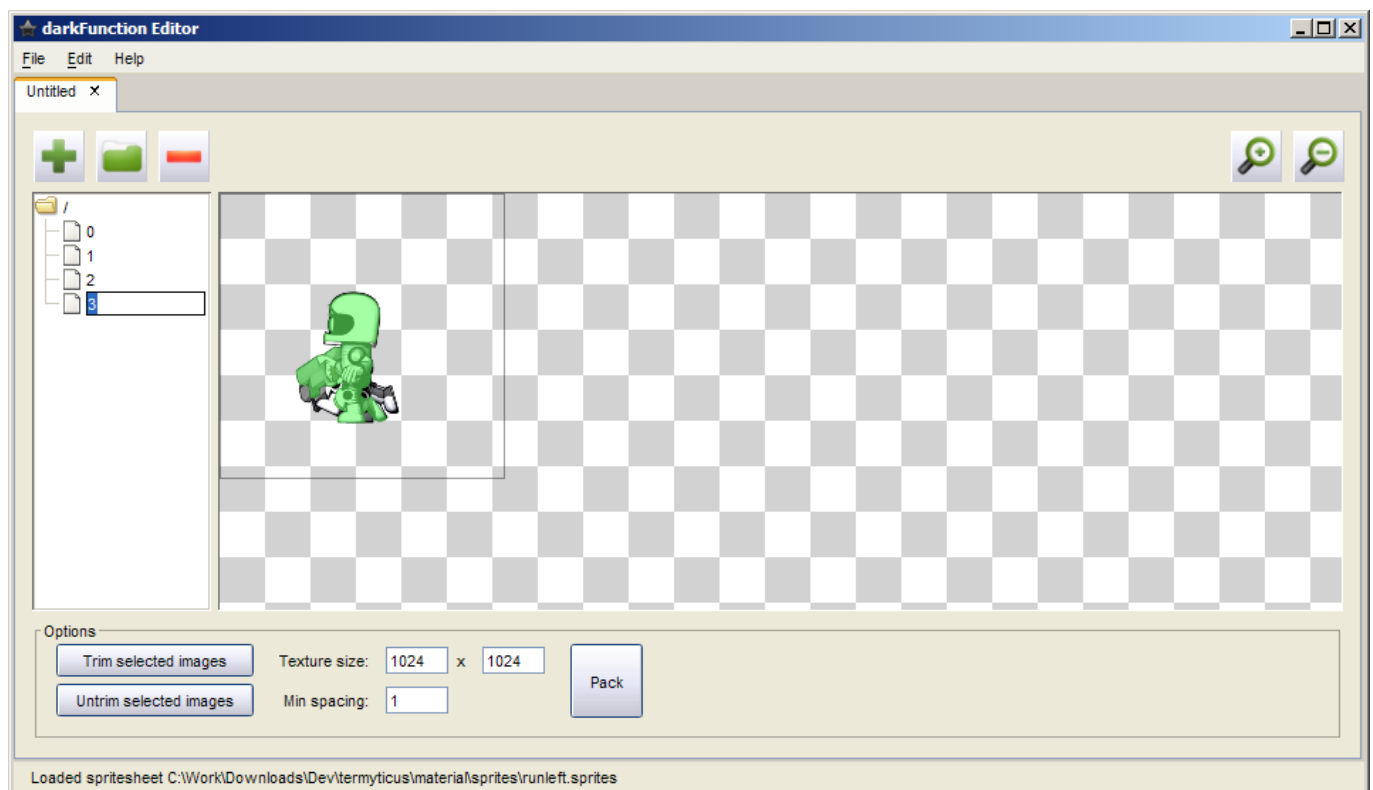 darkFunction Editor
File Edit Help
Untitled
/
0
1
2
3
Options
Trim selected images Texture size: 1024 x 1024 Pack
Untrim selected images Min spacing: 1
Loaded spritesheet C:\Work\Downloads\Dev\termyticus\material\sprites\runleft.sprites